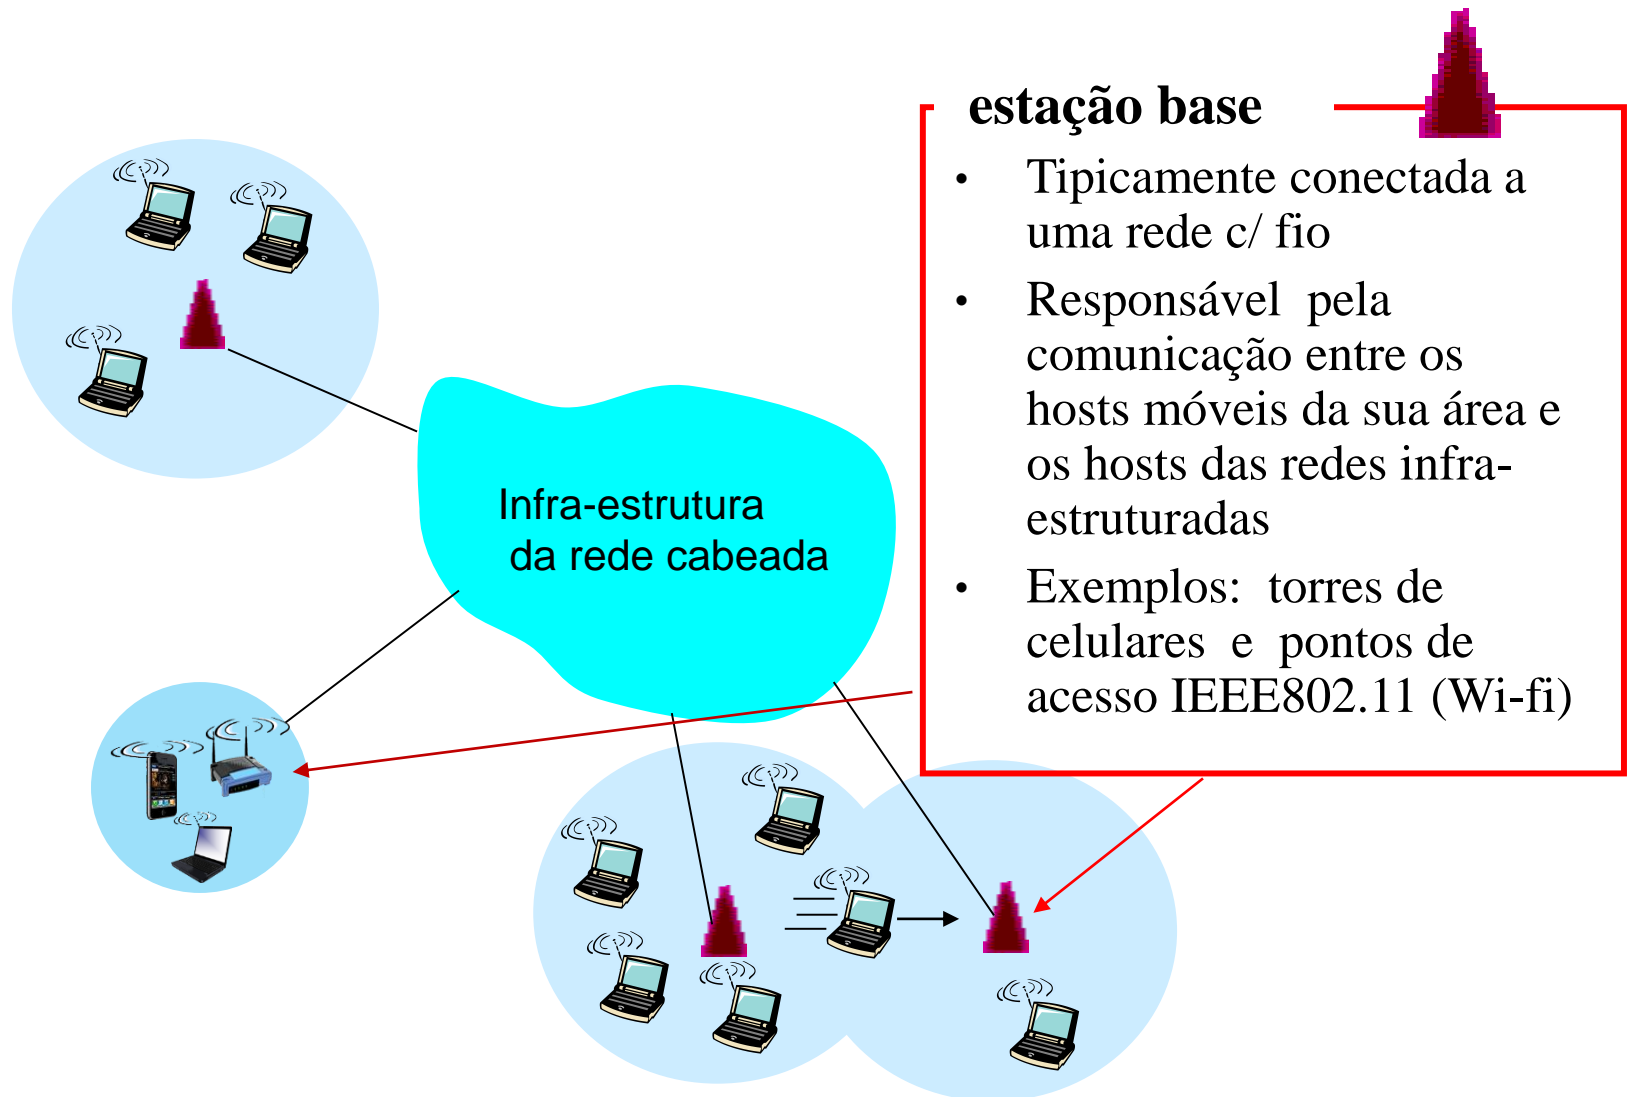 estação base
• Tipicamente conectada a
uma rede c/ fio
• Responsável pela
comunicação entre os
hosts móveis da sua área e
os hosts das redes infra-
estruturadas
• Exemplos: torres de
celulares e pontos de
acesso IEEE802.11 (Wi-fi)
Infra-estrutura
da rede cabeada